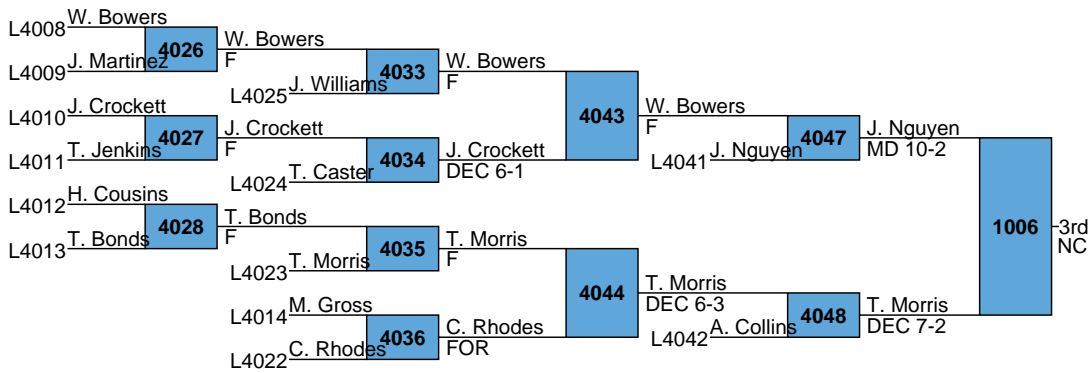 L4008 W. Bowers
4026
L4009 J. Martinez
W. Bowers
F
4033
L4025 J. Williams
W. Bowers
F
L4010 J. Crockett
4027
L4011 T. Jenkins
J. Crockett
F
4034
L4024 T. Caster
J. Crockett
DEC 6-1
4043
W. Bowers
F
4047
L4041 J. Nguyen
J. Nguyen
MD 10-2
L4012 H. Cousins
4028
L4013 T. Bonds
T. Bonds
F
4035
L4023 T. Morris
T. Morris
F
L4014 M. Gross
4036
L4022 C. Rhodes
C. Rhodes
FOR
4044
T. Morris
DEC 6-3
4048
L4042 A. Collins
T. Morris
DEC 7-2
1006
3rd
NC